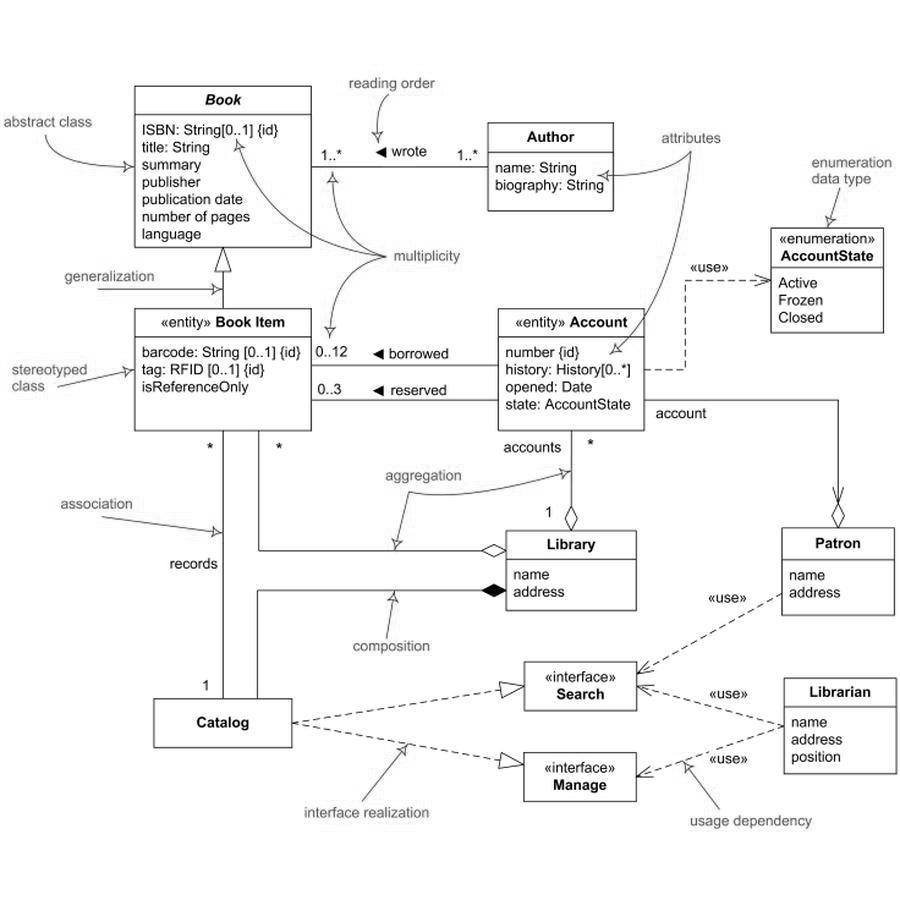 reading order
Book
abstract class
ISBN: String[0..1] {id}
title: String
summary
publisher
publication date
number of pages
language
1..*
◄ wrote
1..*
Author
name: String
biography: String
attributes
enumeration
data type
multiplicity
generalization
«use»
«enumeration»
AccountState
Active
Frozen
Closed
«entity» Book Item
barcode: String [0..1] {id}
tag: RFID [0..1] {id}
isReferenceOnly
stereotyped
class
0..12
◄ borrowed
0..3
◄ reserved
«entity» Account
number {id}
history: History[0..*]
opened: Date
state: AccountState
account
*
*
accounts
*
aggregation
association
1
records
Library
name
address
Patron
name
address
composition
«use»
1
Catalog
«interface»
Search
«use»
Librarian
name
address
position
«use»
«interface»
Manage
interface realization
usage dependency